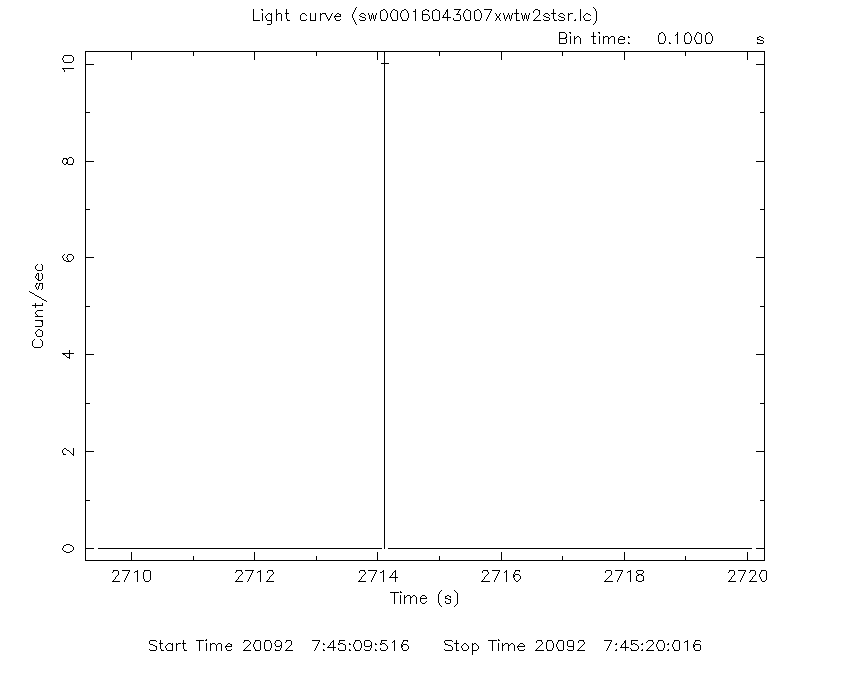 Light curve (sw00016043007xwtw2stsr.lc)
Bin time: 0.1000 s
10
8
6
4
2
0
Count/sec
2710 2712 2714 2716 2718 2720
Time (s)
Start Time 20092 7:45:09:516 Stop Time 20092 7:45:20:016